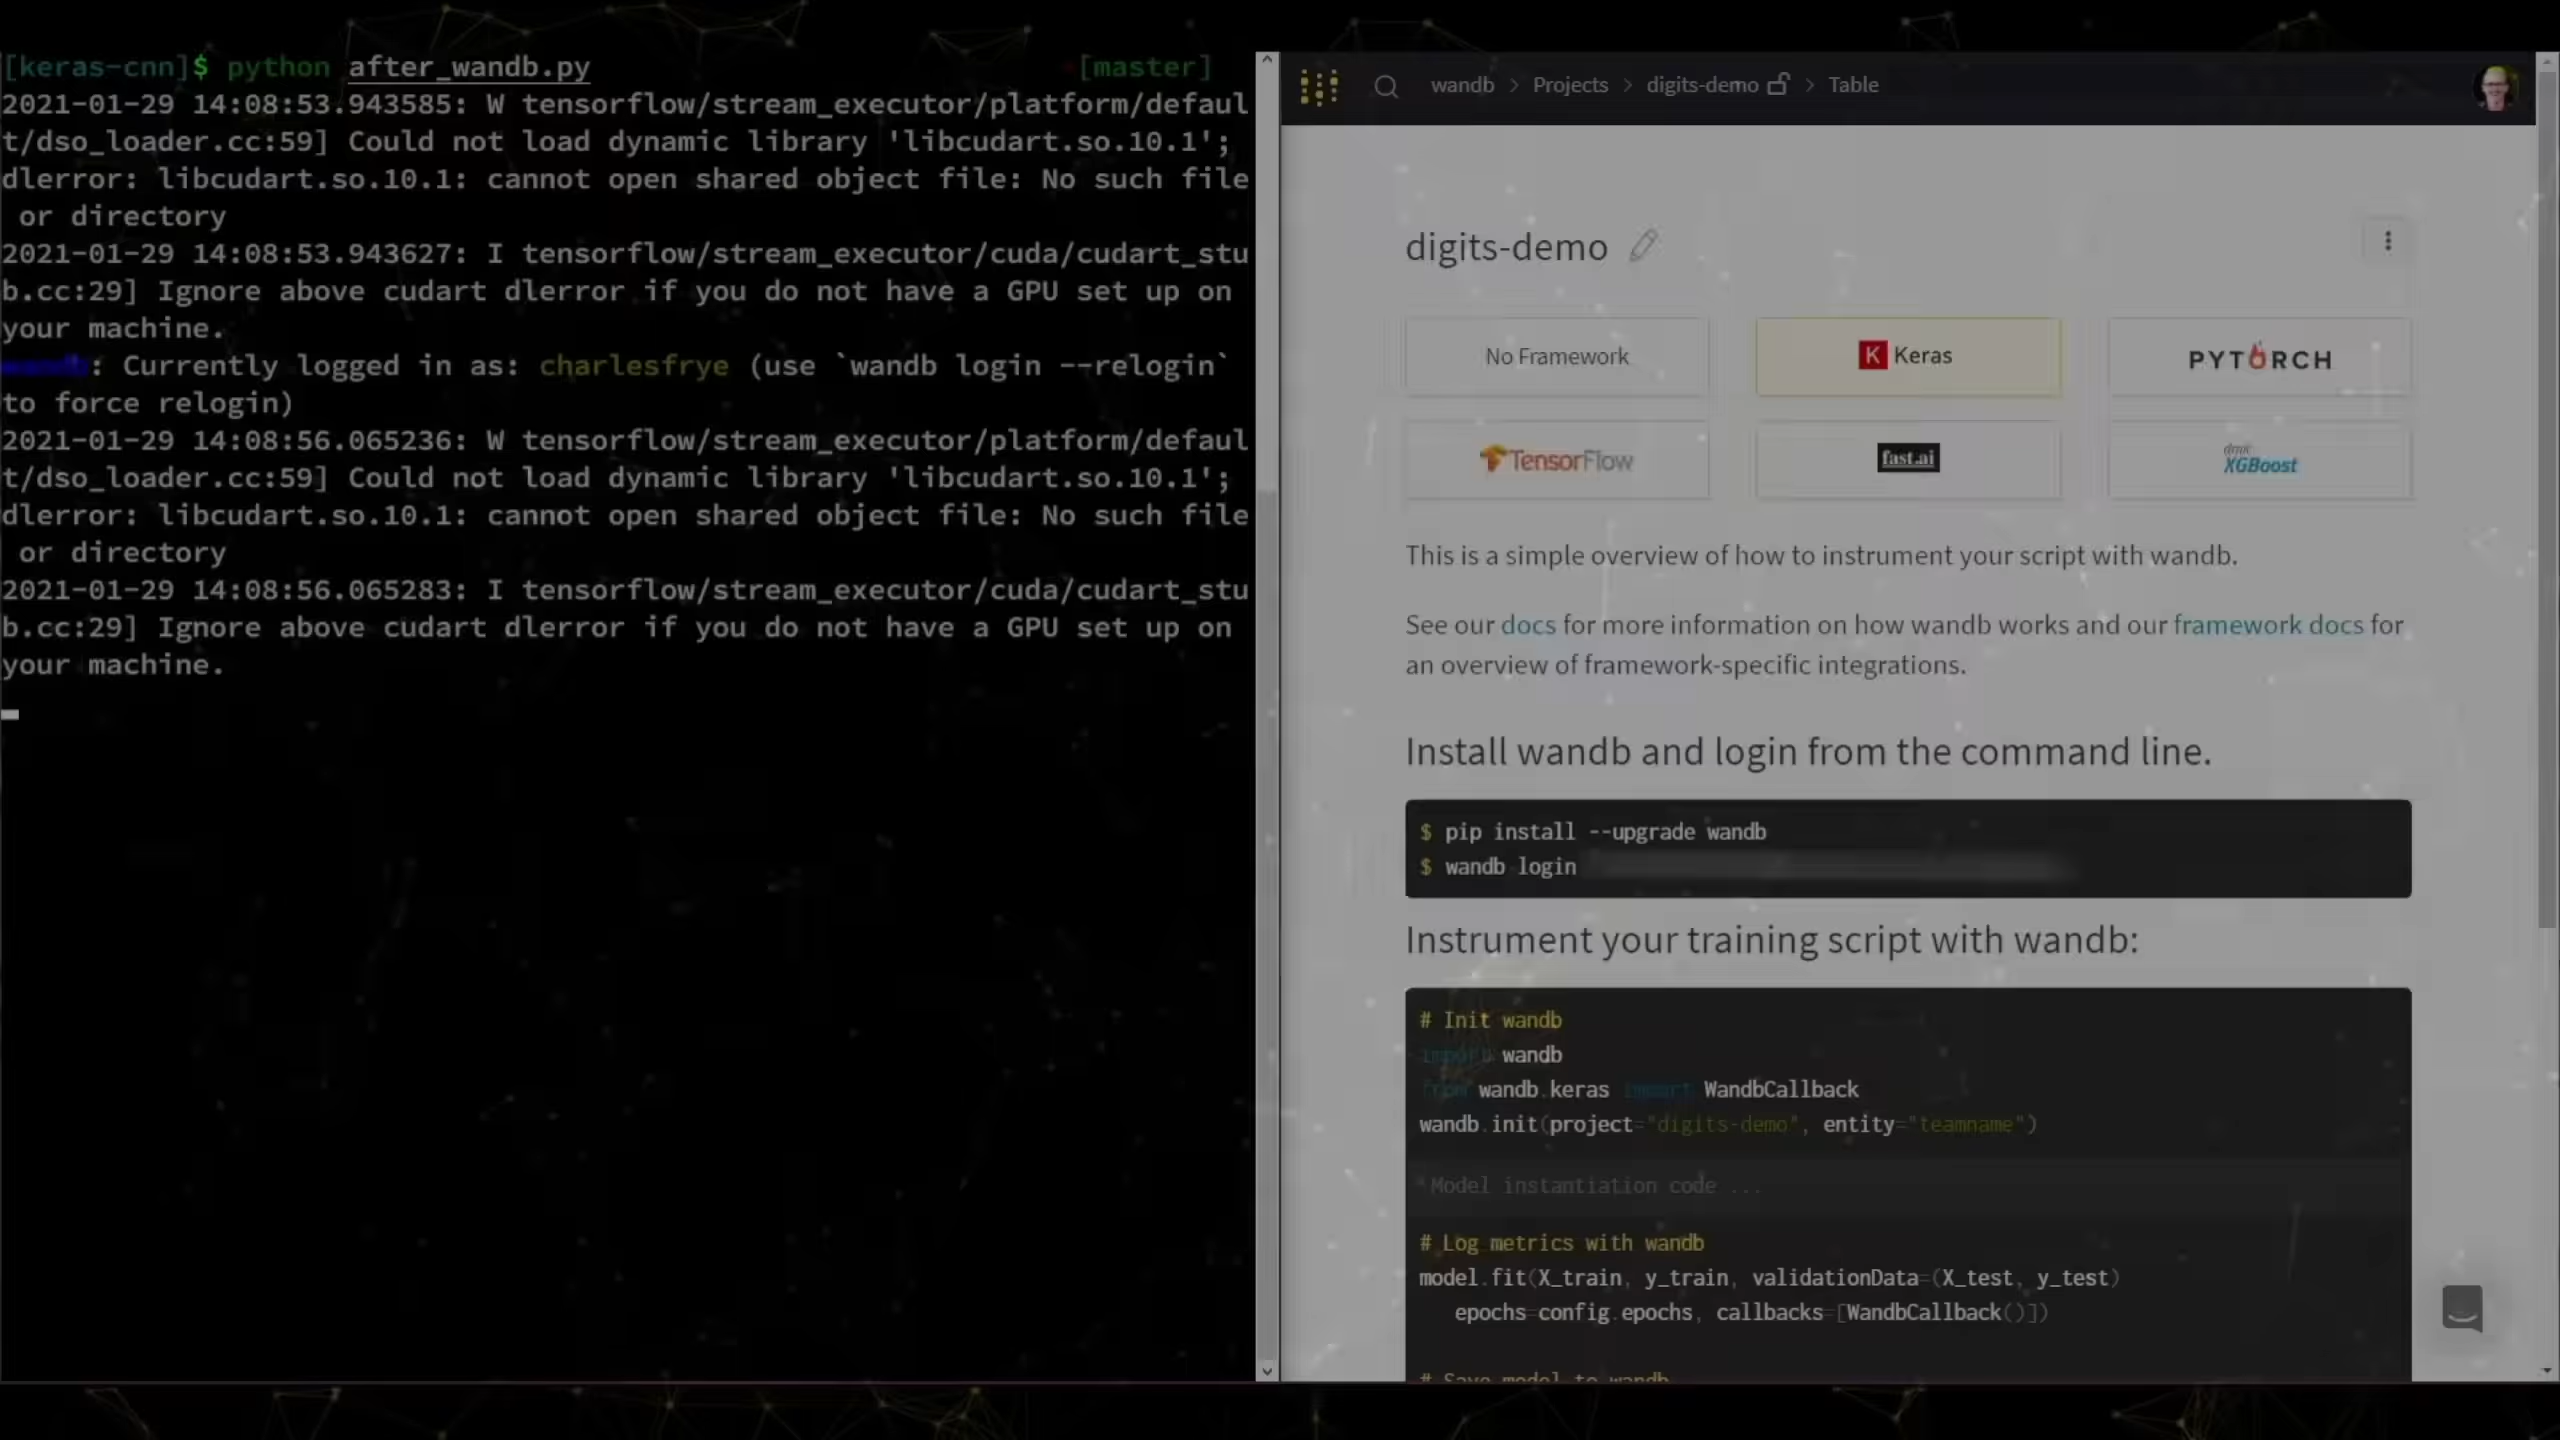 [keras-cnn]$ python after_wandb.py [master]
2021-01-29 14:08:53.943585: W tensorflow/stream_executor/platform/defaul
t/dso_loader.cc:59] Could not load dynamic library 'libcudart.so.10.1';
dlerror: libcudart.so.10.1: cannot open shared object file: No such file
or directory
2021-01-29 14:08:53.943627: I tensorflow/stream_executor/cuda/cudart_stu
b.cc:29] Ignore above cudart dlerror if you do not have a GPU set up on
your machine.
wandb: Currently logged in as: charlesfrye (use `wandb login --relogin`
to force relogin)
2021-01-29 14:08:56.065236: W tensorflow/stream_executor/platform/defaul
t/dso_loader.cc:59] Could not load dynamic library 'libcudart.so.10.1';
dlerror: libcudart.so.10.1: cannot open shared object file: No such file
or directory
2021-01-29 14:08:56.065283: I tensorflow/stream_executor/cuda/cudart_stu
b.cc:29] Ignore above cudart dlerror if you do not have a GPU set up on
your machine.
wandb > Projects > digits-demo > Table
digits-demo
No Framework
K Keras
PYTORCH
TensorFlow
fast.ai
dmlc
XGBoost
This is a simple overview of how to instrument your script with wandb.
See our docs for more information on how wandb works and our framework docs for
an overview of framework-specific integrations.
Install wandb and login from the command line.
$ pip install --upgrade wandb
$ wandb login
Instrument your training script with wandb:
# Init wandb
import wandb
from wandb.keras import WandbCallback
wandb.init(project="digits-demo", entity="teamname")
Model instantiation code ...
# Log metrics with wandb
model.fit(X_train, y_train, validationData=(X_test, y_test)
epochs=config.epochs, callbacks=[WandbCallback()])
# Save model to wandb